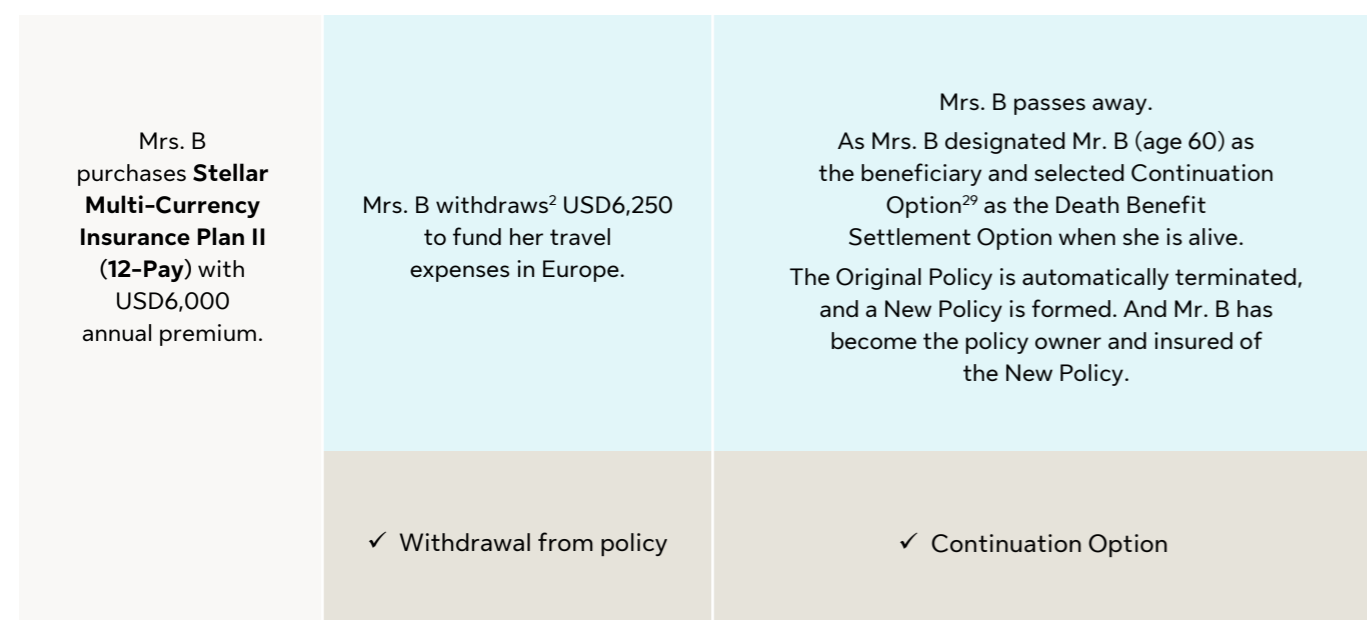 Mrs. B
purchases Stellar
Multi-Currency
Insurance Plan II
(12-Pay) with
USD6,000
annual premium.
Mrs. B withdraws² USD6,250
to fund her travel
expenses in Europe.
Mrs. B passes away.
As Mrs. B designated Mr. B (age 60) as
the beneficiary and selected Continuation
Option²⁹ as the Death Benefit
Settlement Option when she is alive.
The Original Policy is automatically terminated,
and a New Policy is formed. And Mr. B has
become the policy owner and insured of
the New Policy.
✓ Withdrawal from policy
✓ Continuation Option